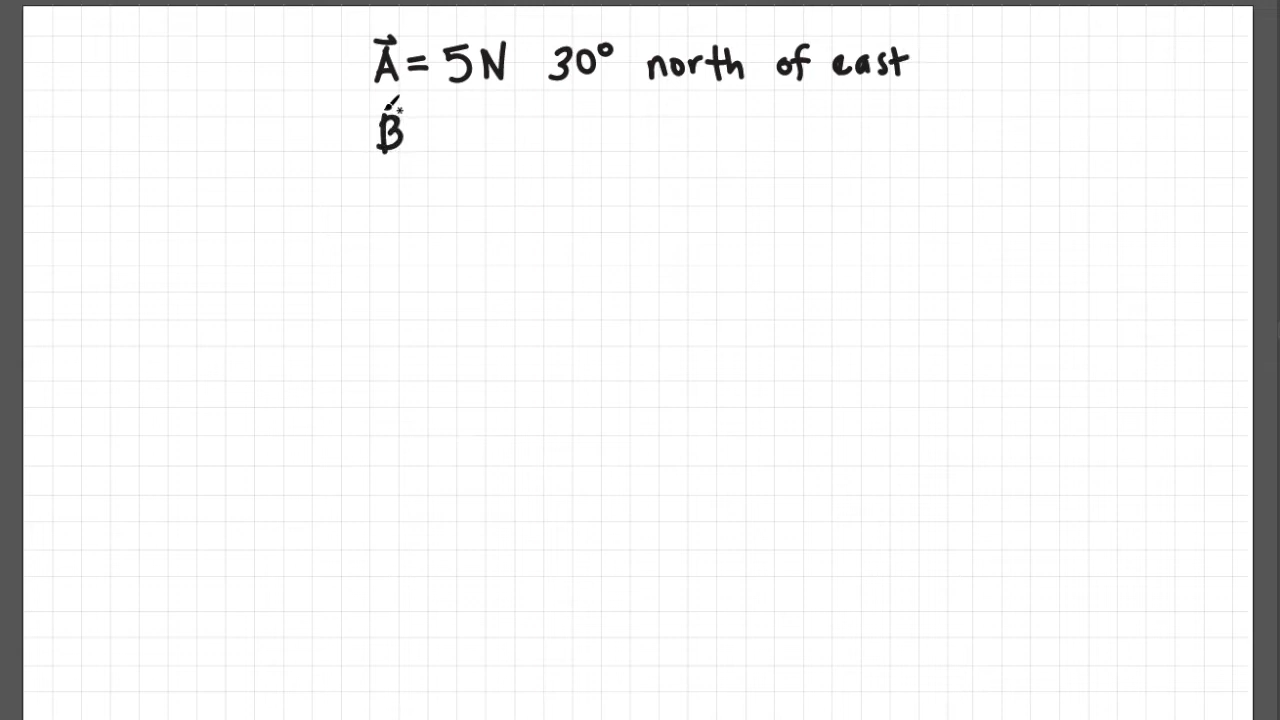 A⃗ = 5N 30° north of east
B